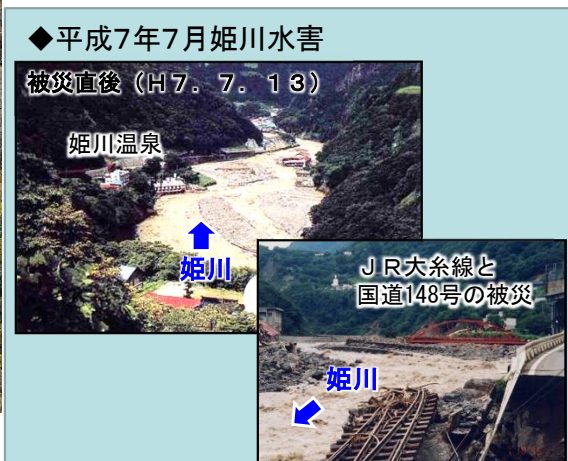 ◆平成7年7月姫川水害
被災直後（H7．7．13）
姫川温泉
姫川
JR大糸線と
国道148号の被災
姫川